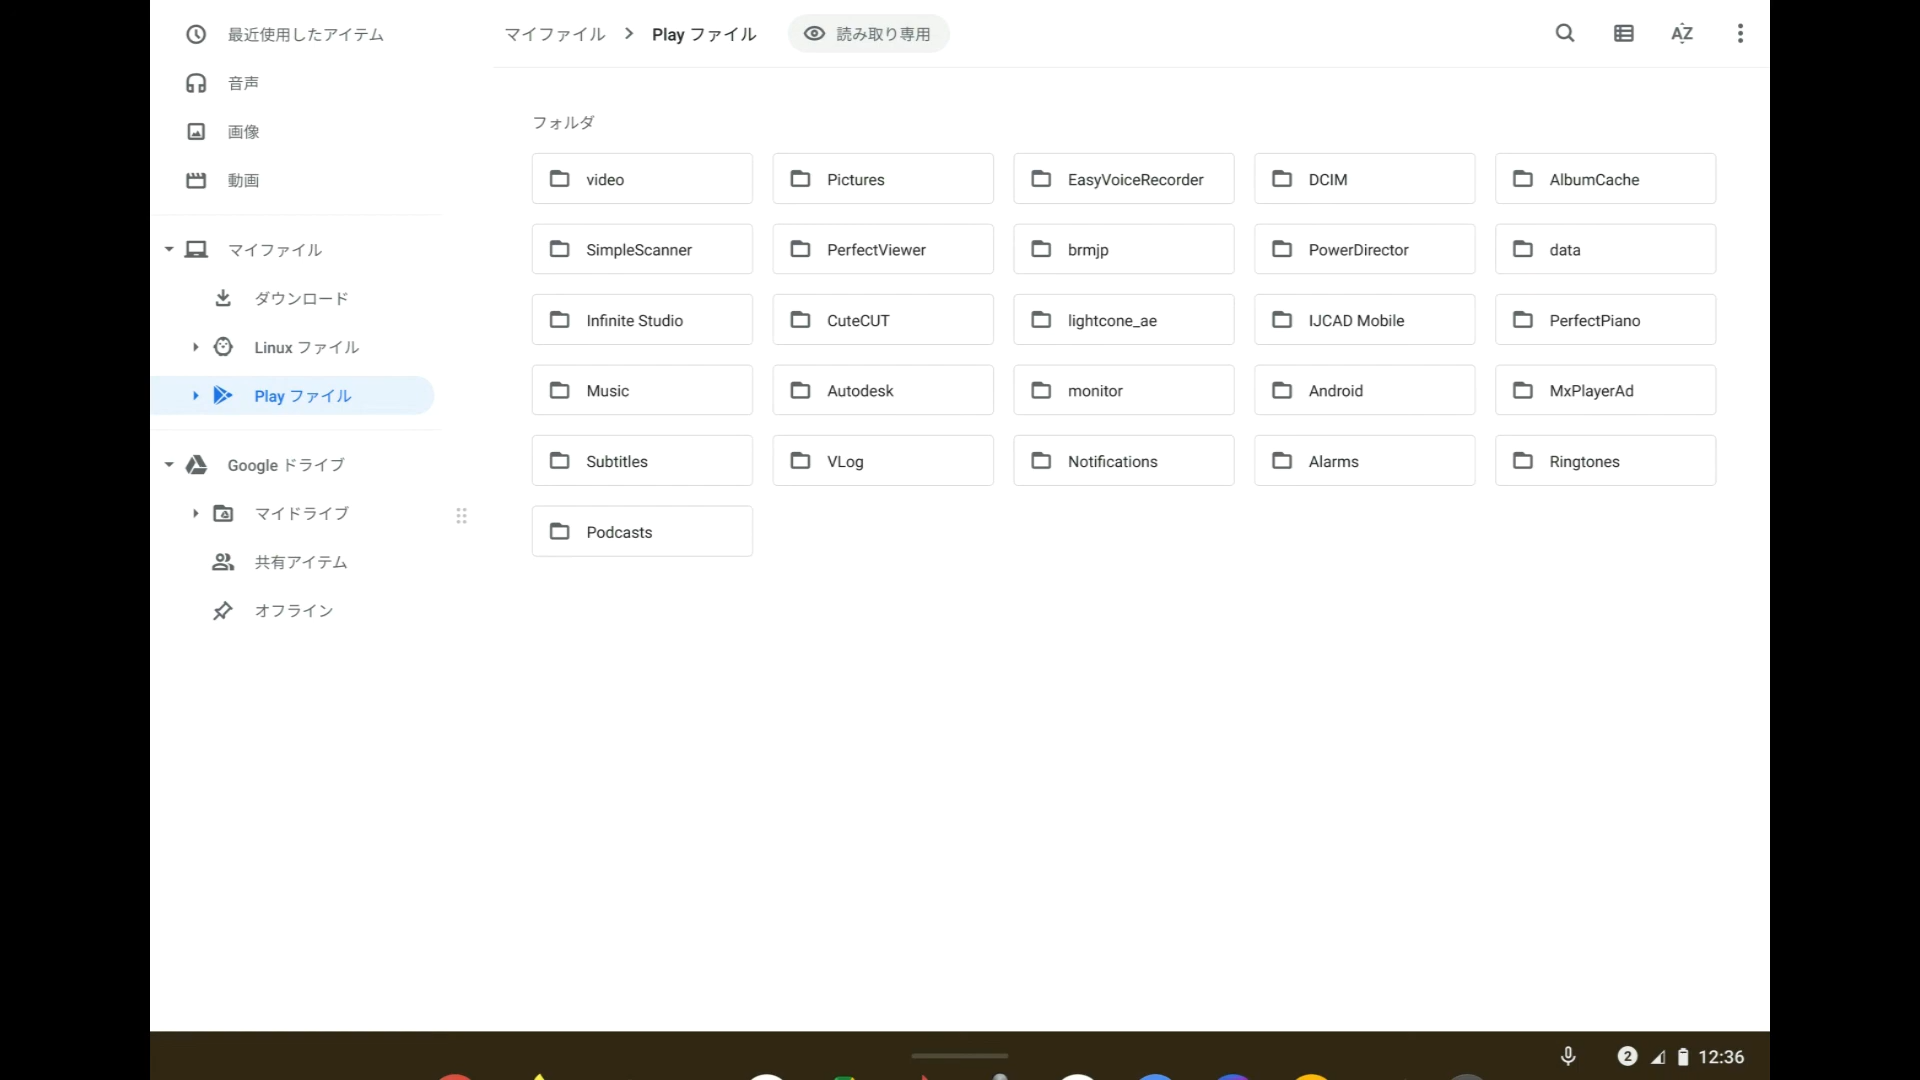 最近使用したアイテム
音声
画像
動画
マイファイル
ダウンロード
Linux ファイル
Play ファイル
Google ドライブ
マイドライブ
共有アイテム
オフライン
マイファイル > Play ファイル 読み取り専用
AZ
フォルダ
video Pictures EasyVoiceRecorder DCIM AlbumCache
SimpleScanner PerfectViewer brmjp PowerDirector data
Infinite Studio CuteCUT lightcone_ae IJCAD Mobile PerfectPiano
Music Autodesk monitor Android MxPlayerAd
Subtitles VLog Notifications Alarms Ringtones
Podcasts
2 12:36